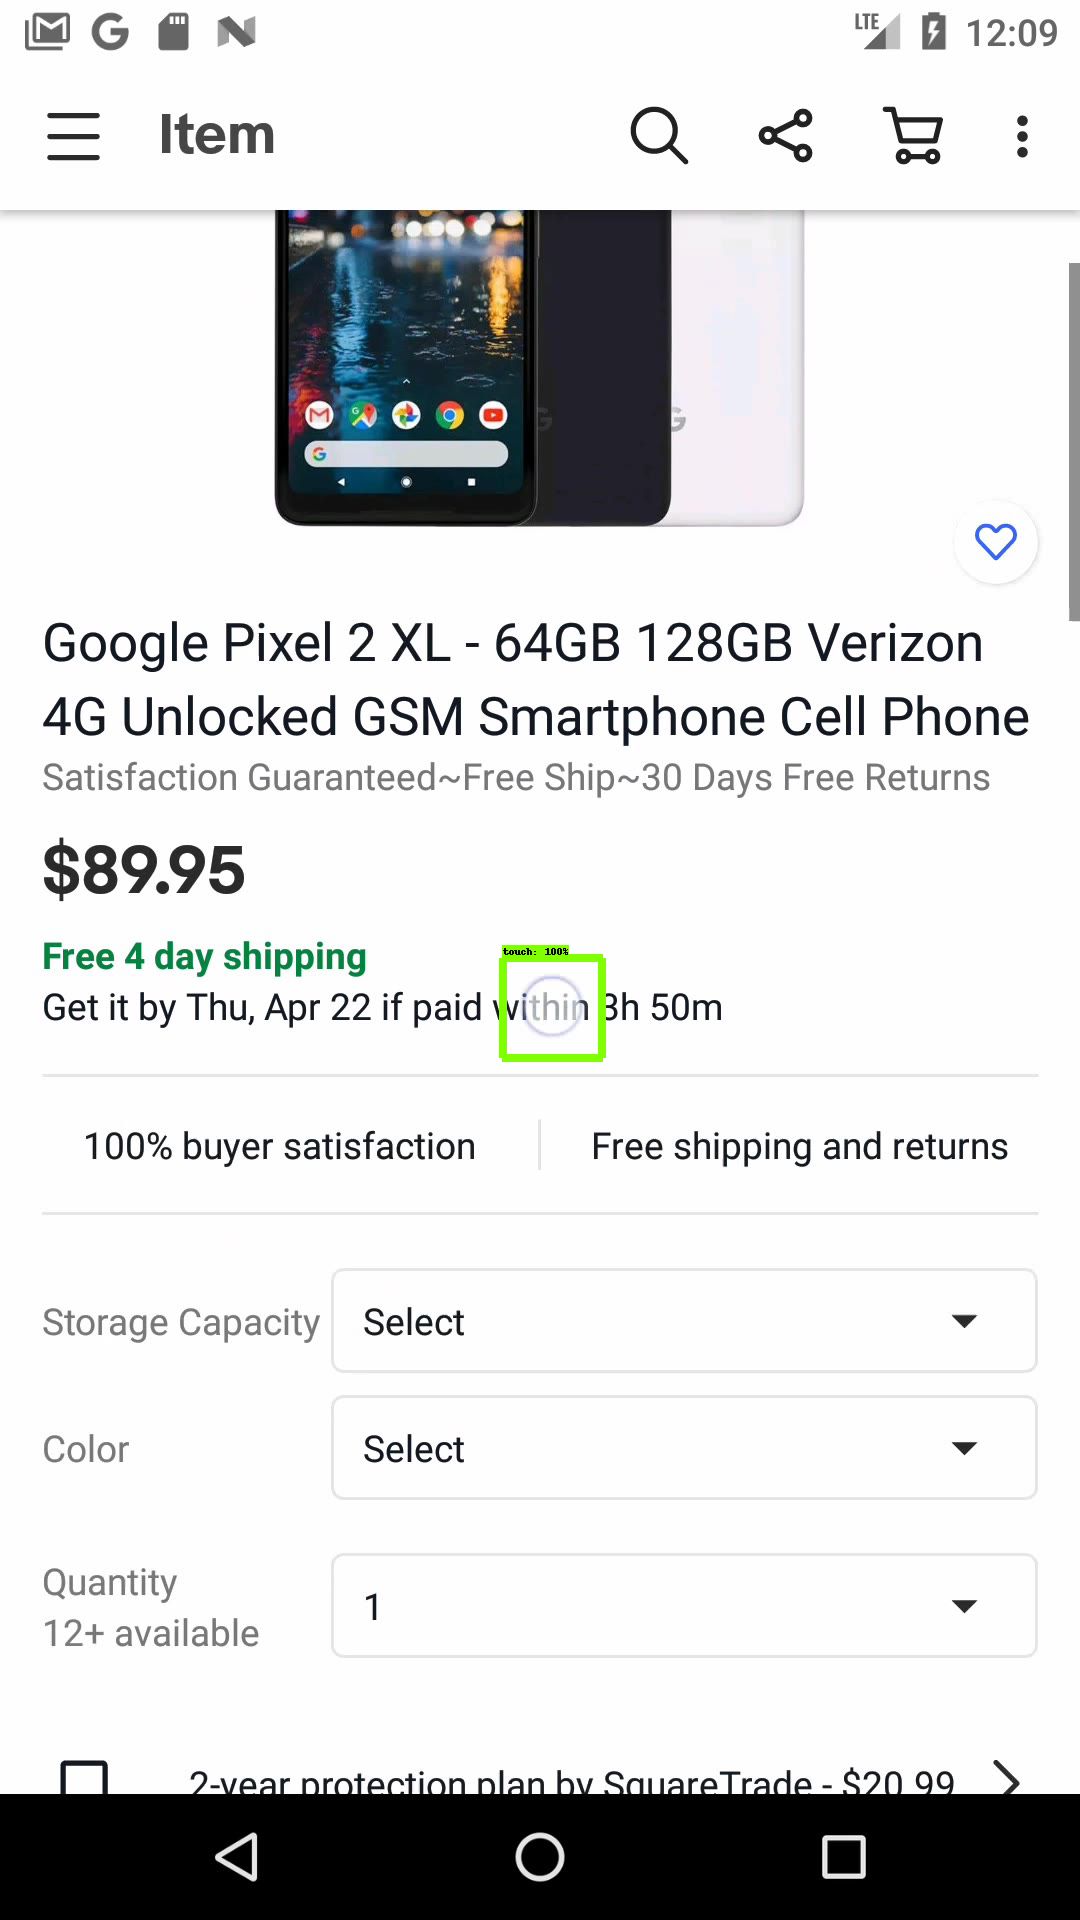 LTE 12:09
Item
Google Pixel 2 XL - 64GB 128GB Verizon
4G Unlocked GSM Smartphone Cell Phone
Satisfaction Guaranteed~Free Ship~30 Days Free Returns
$89.95
Free 4 day shipping
touch: 100%
Get it by Thu, Apr 22 if paid within 3h 50m
100% buyer satisfaction
Free shipping and returns
Storage Capacity Select
Color Select
Quantity
12+ available
1
2-year protection plan by SquareTrade - $20.99